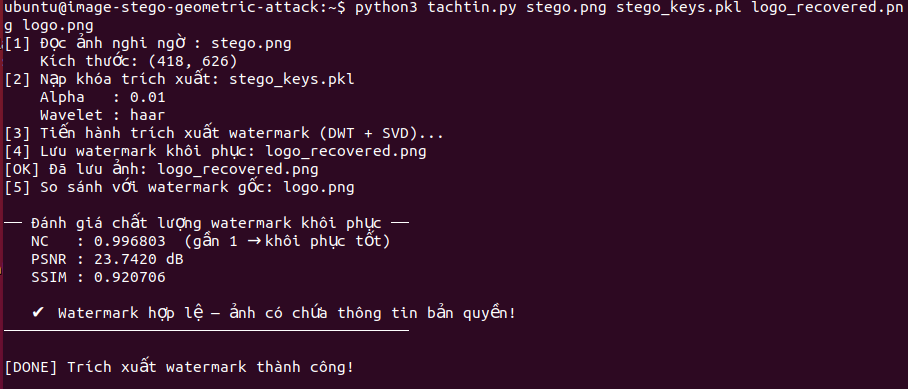 ubuntu@image-stego-geometric-attack:~$ python3 tachtin.py stego.png stego_keys.pkl logo_recovered.pn
g logo.png
[1] Đọc ảnh nghi ngờ : stego.png
    Kích thước: (418, 626)
[2] Nạp khóa trích xuất: stego_keys.pkl
    Alpha   : 0.01
    Wavelet : haar
[3] Tiến hành trích xuất watermark (DWT + SVD)...
[4] Lưu watermark khôi phục: logo_recovered.png
[OK] Đã lưu ảnh: logo_recovered.png
[5] So sánh với watermark gốc: logo.png
── Đánh giá chất lượng watermark khôi phục ──
   NC   : 0.996803  (gần 1 → khôi phục tốt)
   PSNR : 23.7420 dB
   SSIM : 0.920706
   ✔ Watermark hợp lệ — ảnh có chứa thông tin bản quyền!
[DONE] Trích xuất watermark thành công!